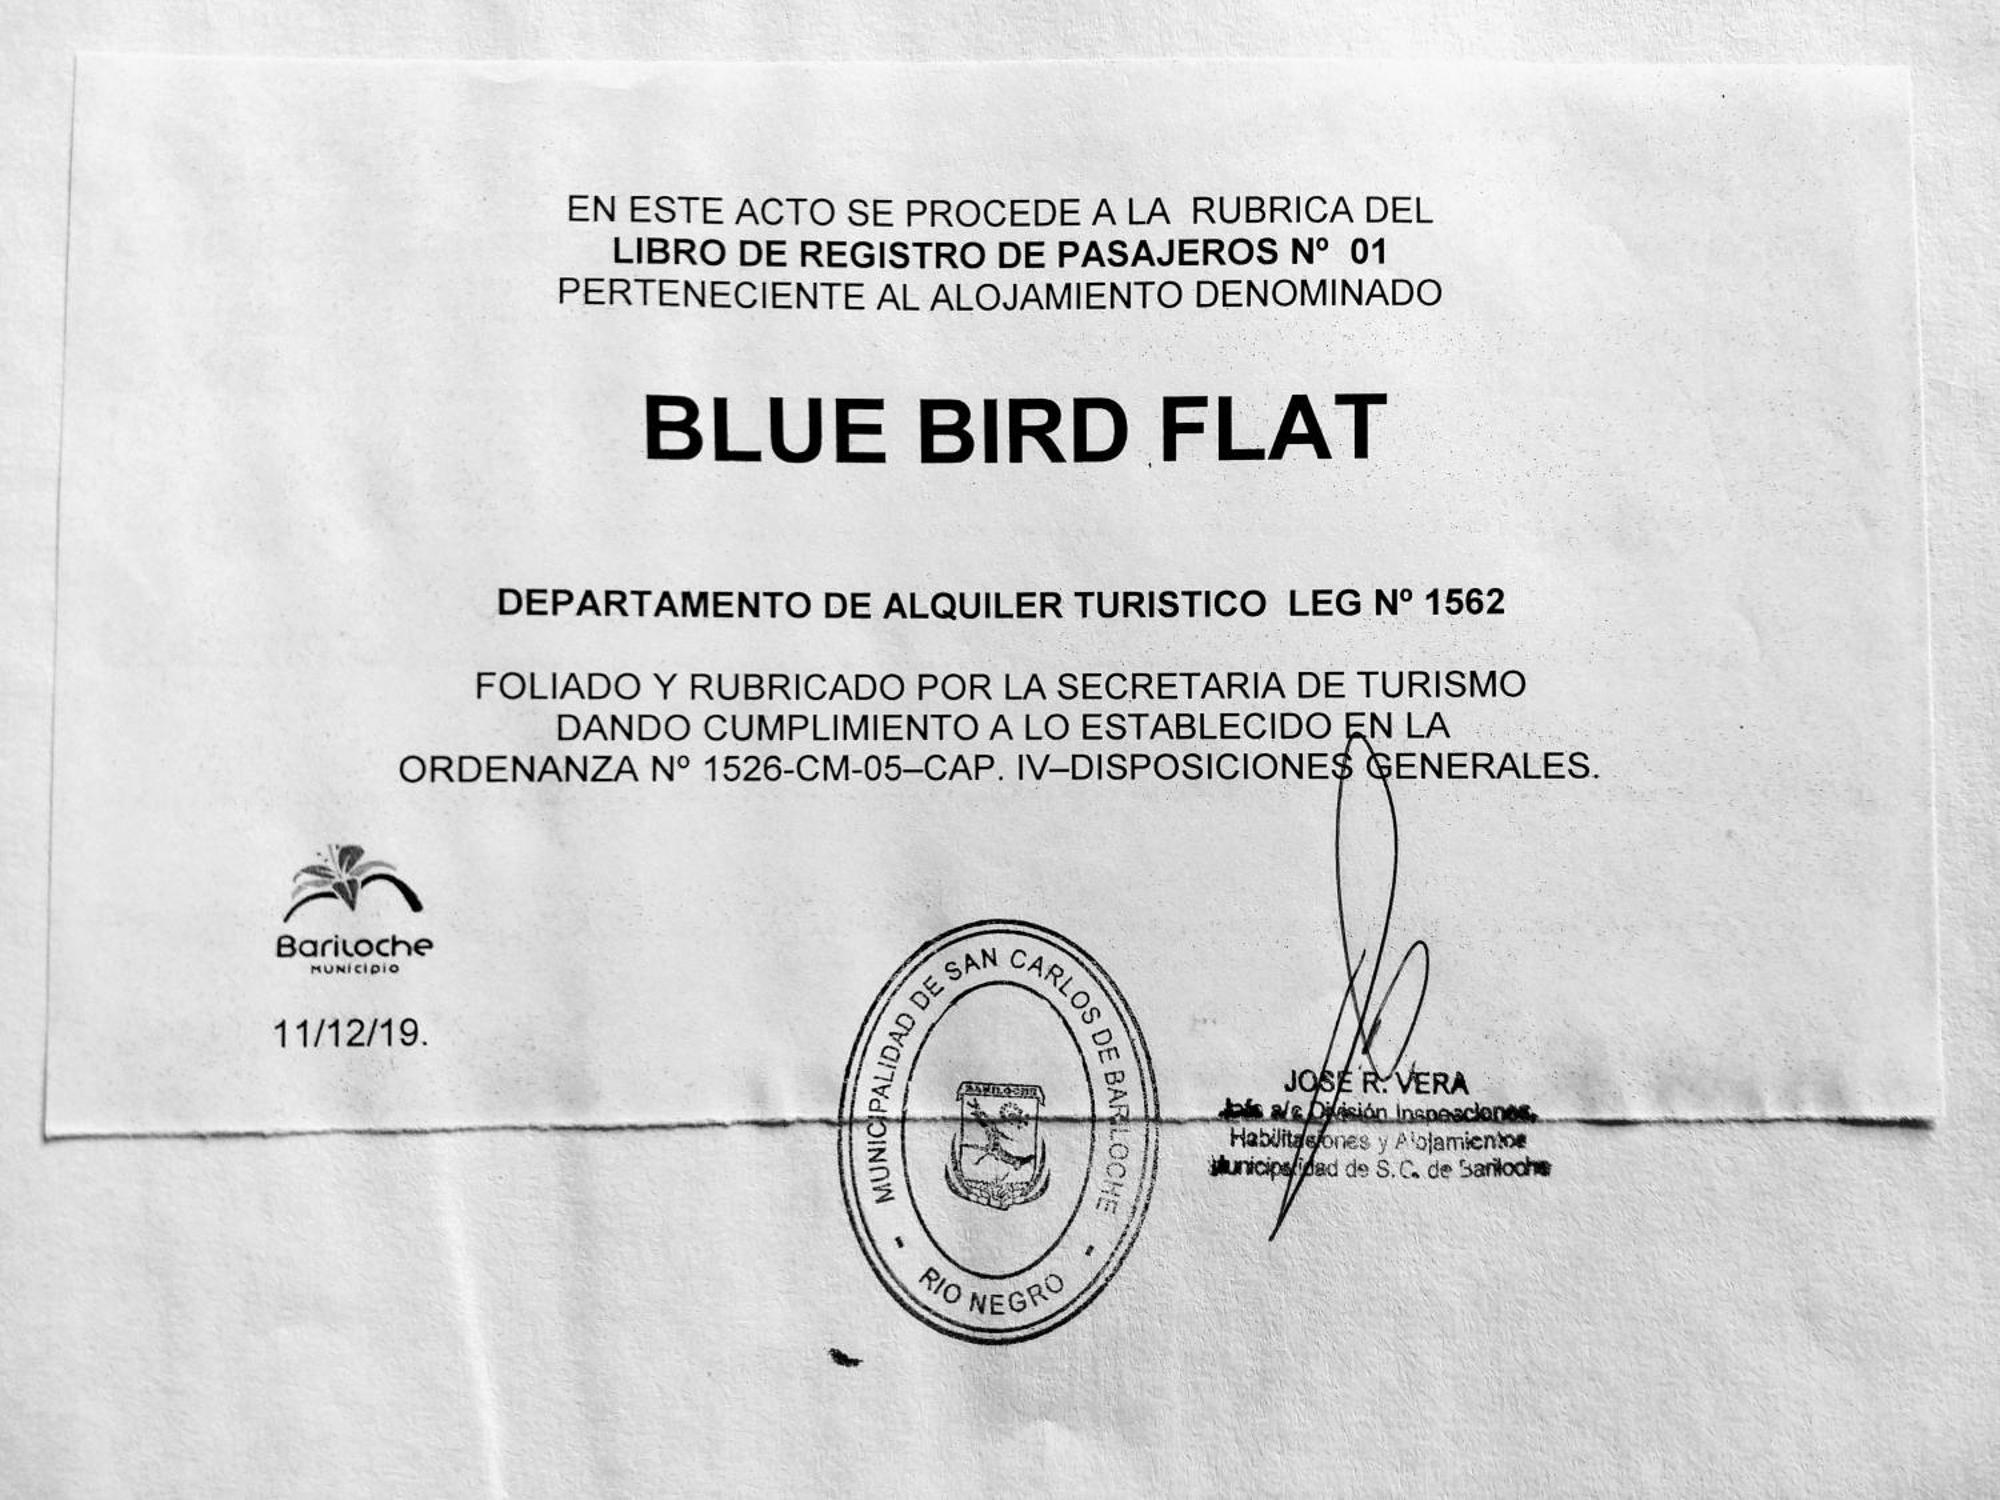 EN ESTE ACTO SE PROCEDE A LA RUBRICA DEL
LIBRO DE REGISTRO DE PASAJEROS Nº 01
PERTENECIENTE AL ALOJAMIENTO DENOMINADO
BLUE BIRD FLAT
DEPARTAMENTO DE ALQUILER TURISTICO LEG Nº 1562
FOLIADO Y RUBRICADO POR LA SECRETARIA DE TURISMO
DANDO CUMPLIMIENTO A LO ESTABLECIDO EN LA
ORDENANZA Nº 1526-CM-05–CAP. IV–DISPOSICIONES GENERALES.
Bariloche
MUNICIPIO
11/12/19.
MUNICIPALIDAD DE SAN CARLOS DE BARILOCHE
BARILOCHE
- RIO NEGRO -
JOSE R. VERA
Jefe a/c División Inspecciones,
Habilitaciones y Alojamientos
Municipalidad de S.C. de Bariloche